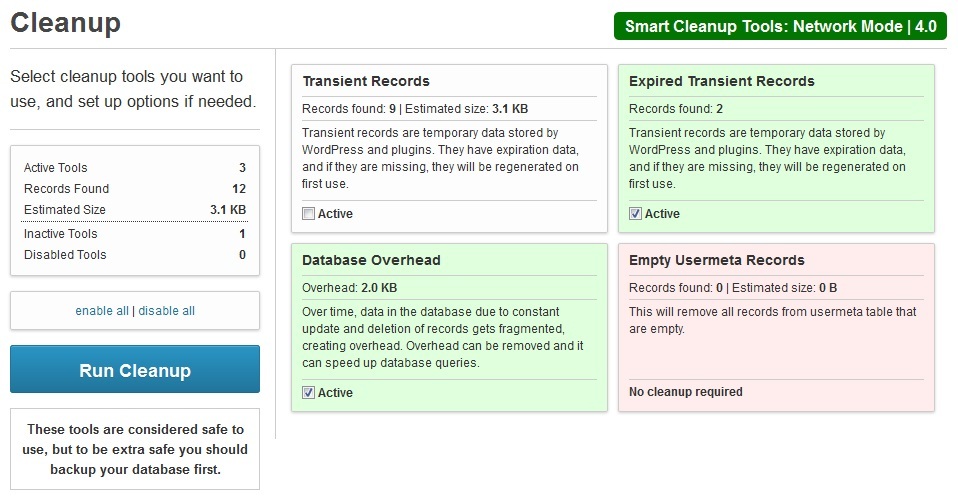 Cleanup
Smart Cleanup Tools: Network Mode | 4.0
Select cleanup tools you want to
use, and set up options if needed.
Active Tools 3
Records Found 12
Estimated Size 3.1 KB
Inactive Tools 1
Disabled Tools 0
enable all | disable all
Run Cleanup
These tools are considered safe to
use, but to be extra safe you should
backup your database first.
Transient Records
Records found: 9 | Estimated size: 3.1 KB
Transient records are temporary data stored by
WordPress and plugins. They have expiration data,
and if they are missing, they will be regenerated on
first use.
Active
Expired Transient Records
Records found: 2
Transient records are temporary data stored by
WordPress and plugins. They have expiration data,
and if they are missing, they will be regenerated on
first use.
Active
Database Overhead
Overhead: 2.0 KB
Over time, data in the database due to constant
update and deletion of records gets fragmented,
creating overhead. Overhead can be removed and it
can speed up database queries.
Active
Empty Usermeta Records
Records found: 0 | Estimated size: 0 B
This will remove all records from usermeta table that
are empty.
No cleanup required